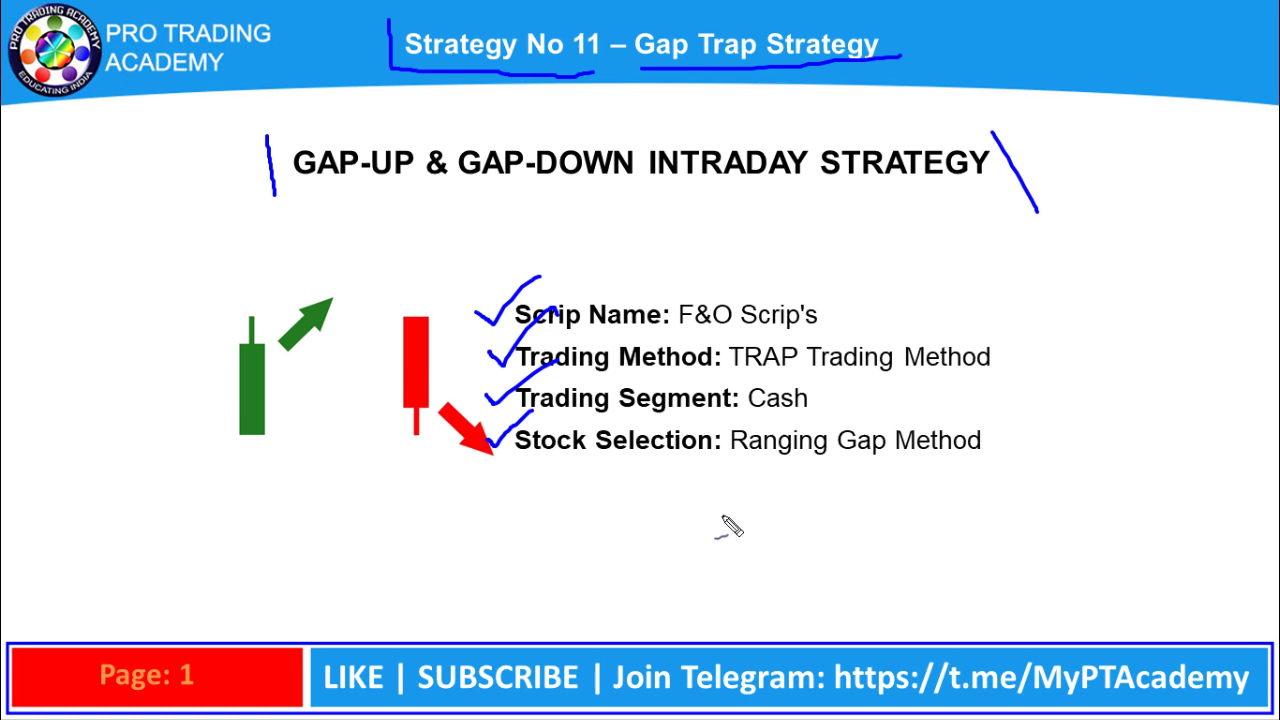 PRO TRADING ACADEMY
EDUCATING INDIA
PRO TRADING
ACADEMY
Strategy No 11 – Gap Trap Strategy
GAP-UP & GAP-DOWN INTRADAY STRATEGY
Scrip Name: F&O Scrip's
Trading Method: TRAP Trading Method
Trading Segment: Cash
Stock Selection: Ranging Gap Method
Page: 1
LIKE | SUBSCRIBE | Join Telegram: https://t.me/MyPTAcademy